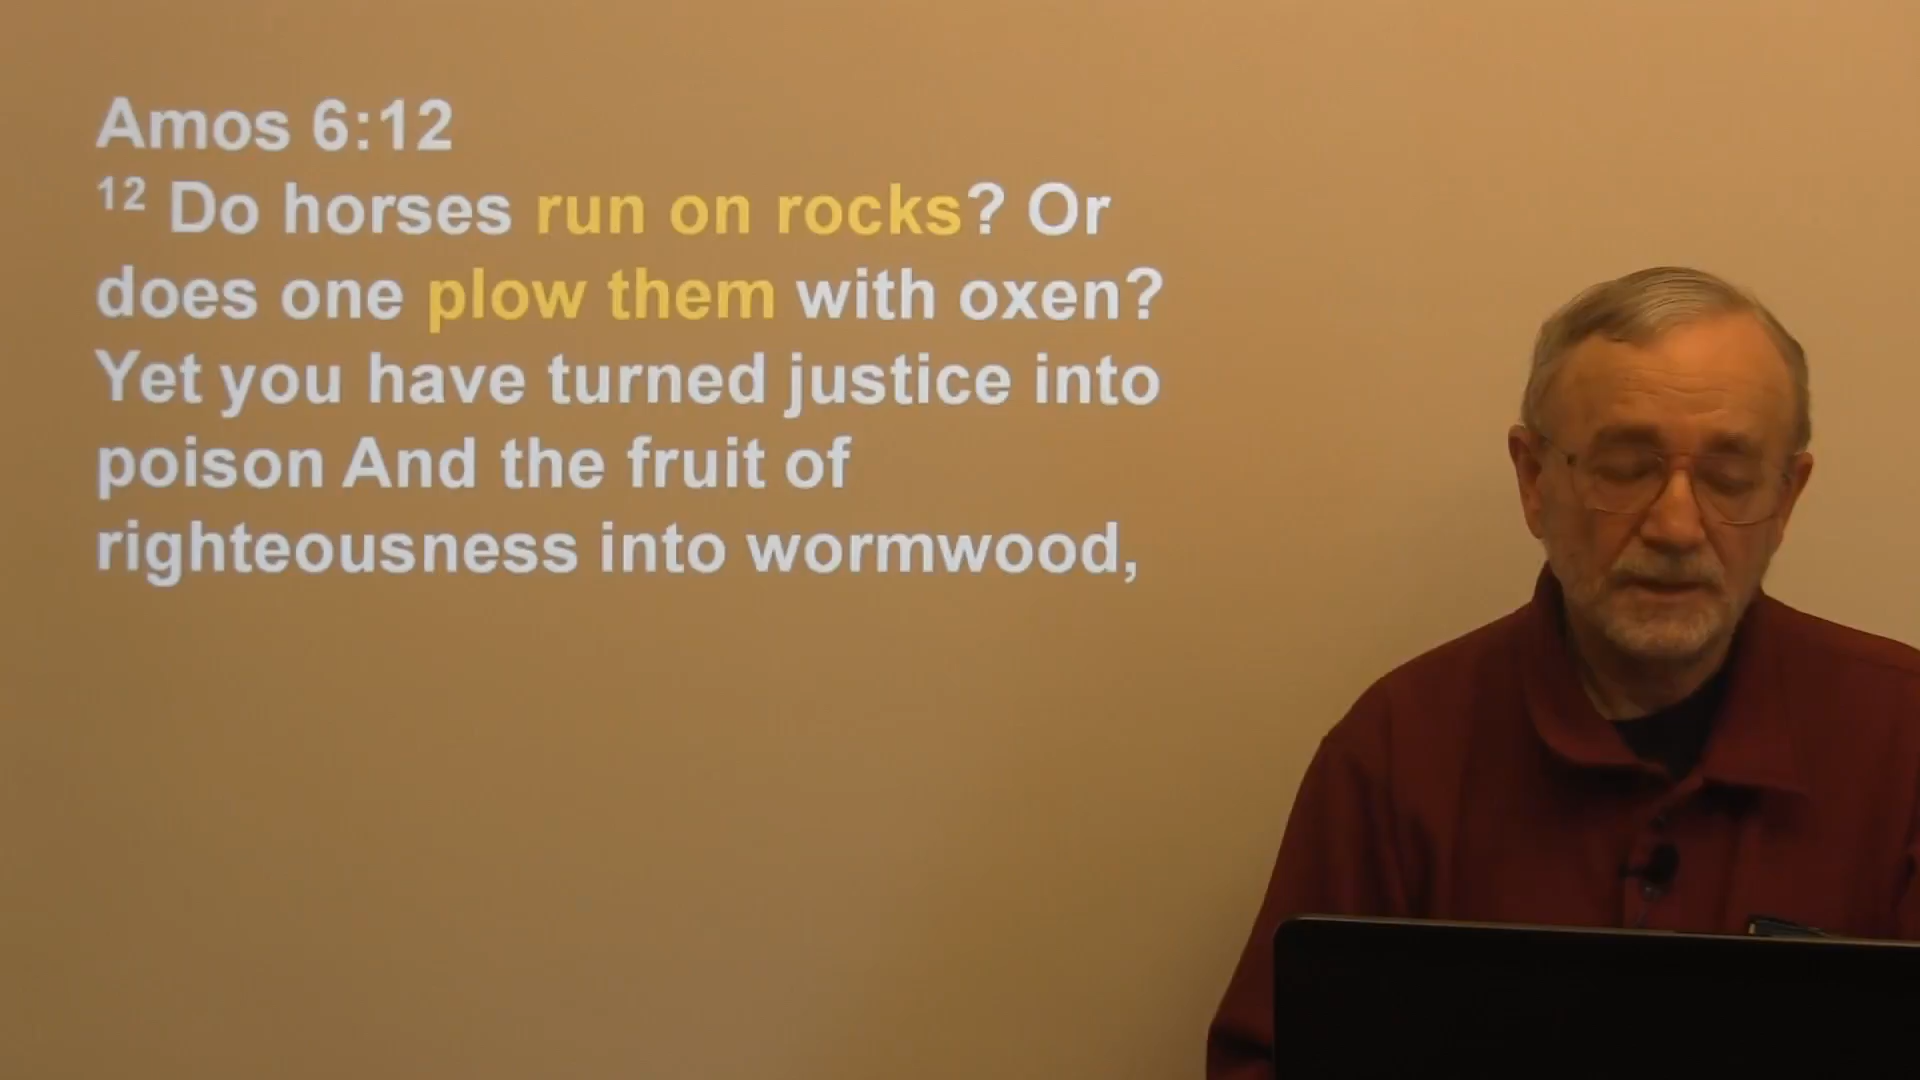 Amos 6:12
12 Do horses run on rocks? Or
does one plow them with oxen?
Yet you have turned justice into
poison And the fruit of
righteousness into wormwood,